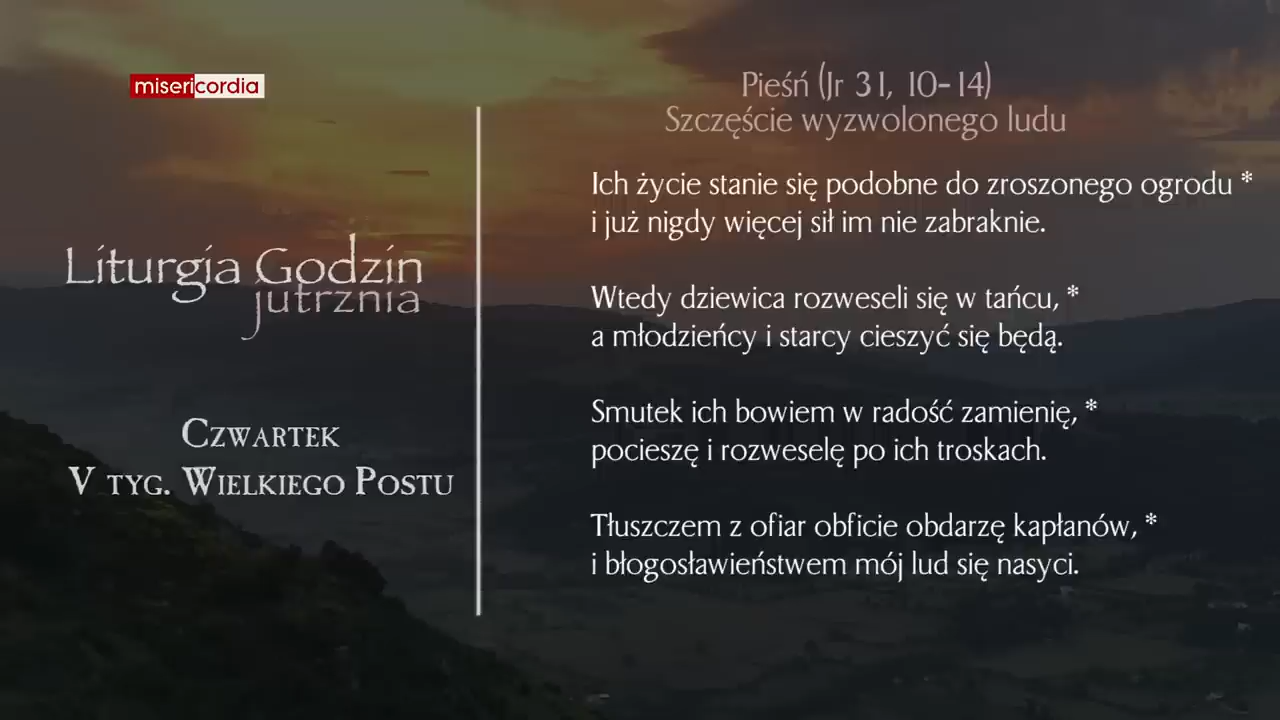 misericordia
Liturgia Godzin
jutrznia
Czwartek
V tyg. Wielkiego Postu
Pieśń (Jr 31, 10-14)
Szczęście wyzwolonego ludu
Ich życie stanie się podobne do zroszonego ogrodu *
i już nigdy więcej sił im nie zabraknie.
Wtedy dziewica rozweseli się w tańcu, *
a młodzieńcy i starcy cieszyć się będą.
Smutek ich bowiem w radość zamienię, *
pocieszę i rozweselę po ich troskach.
Tłuszczem z ofiar obficie obdarzę kapłanów, *
i błogosławieństwem mój lud się nasyci.